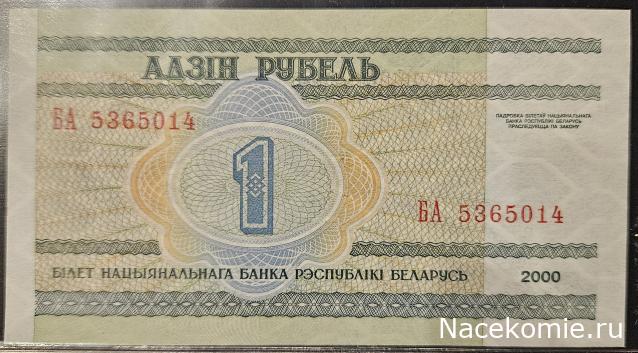 АДЗІН РУБЕЛЬ
БА 5365014
ПАДРОБКА БІЛЕТАЎ НАЦЫЯНАЛЬНАГА
БАНКА РЭСПУБЛІКІ БЕЛАРУСЬ
ПРАСЛЕДУЕЦЦА ПА ЗАКОНУ
1
БА 5365014
БІЛЕТ НАЦЫЯНАЛЬНАГА БАНКА РЭСПУБЛІКІ БЕЛАРУСЬ 2000
Nacekomie.ru